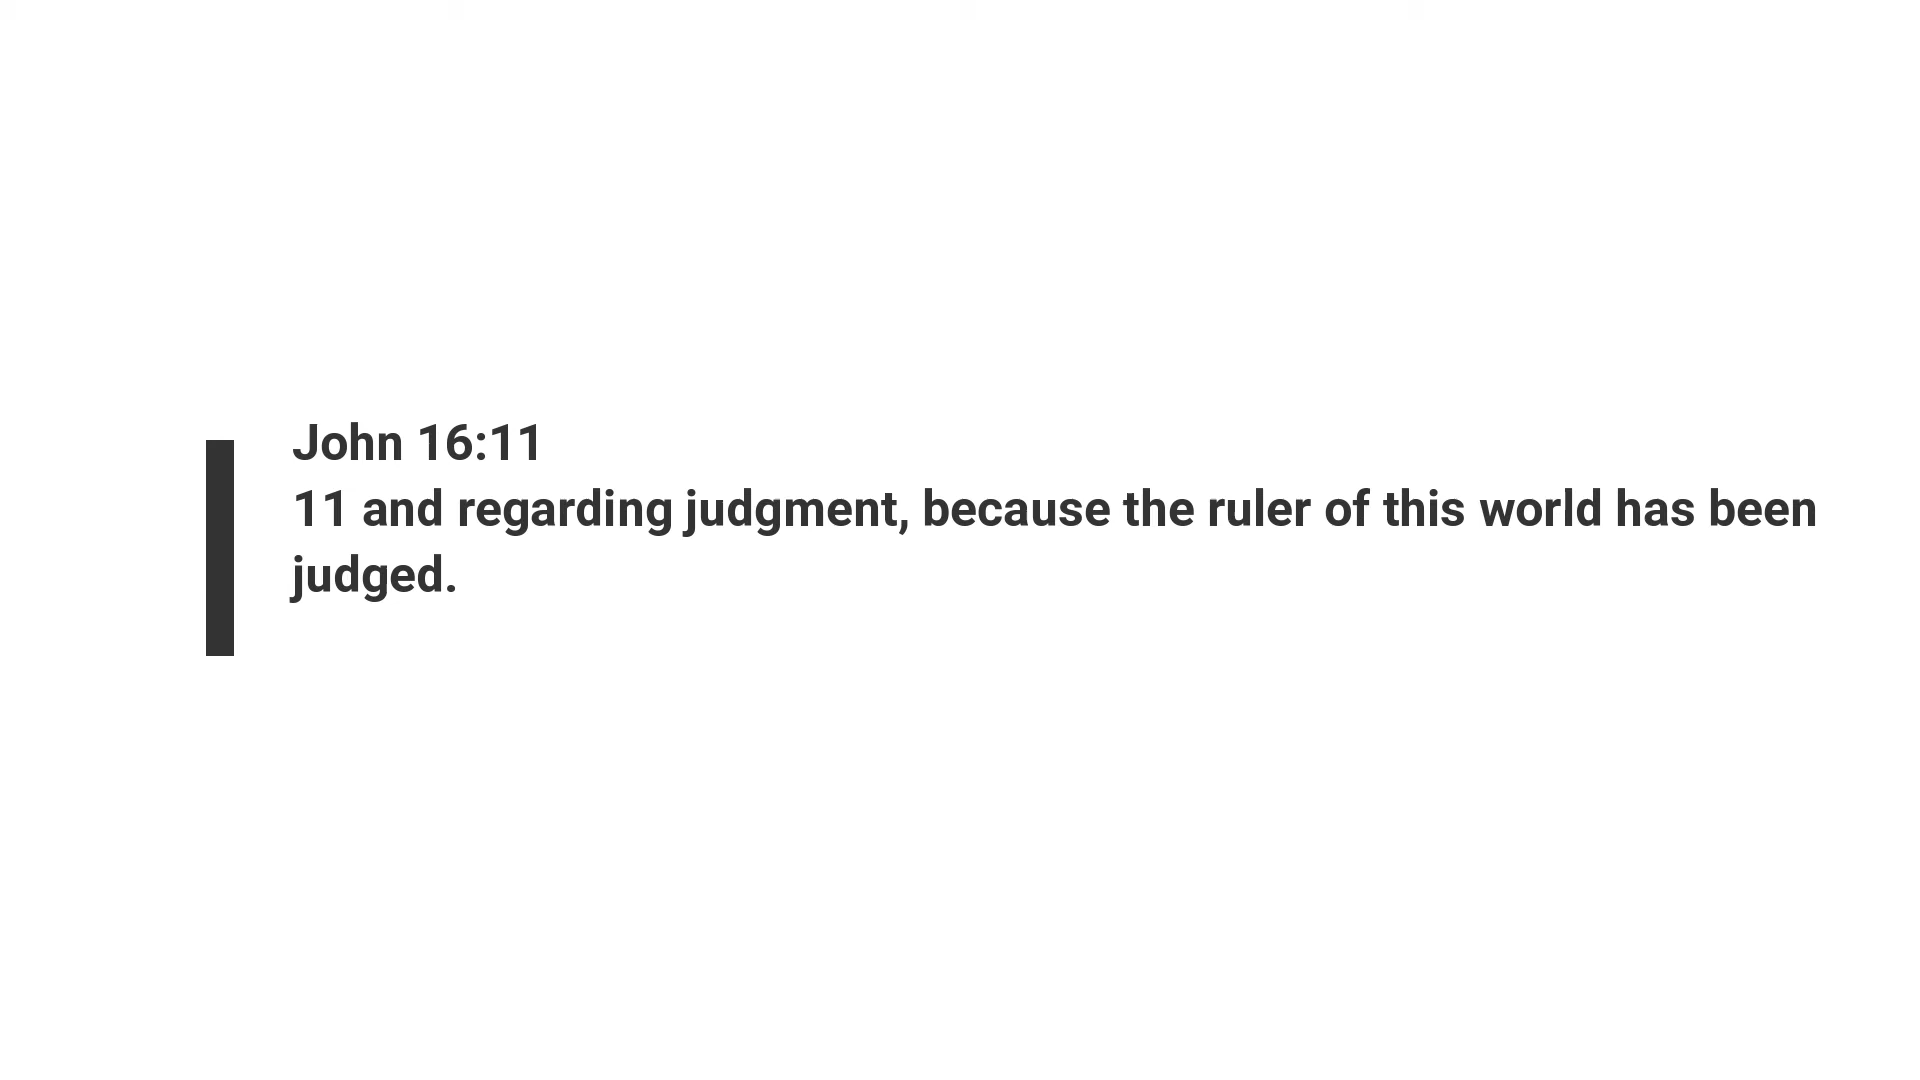 John 16:11
11 and regarding judgment, because the ruler of this world has been
judged.